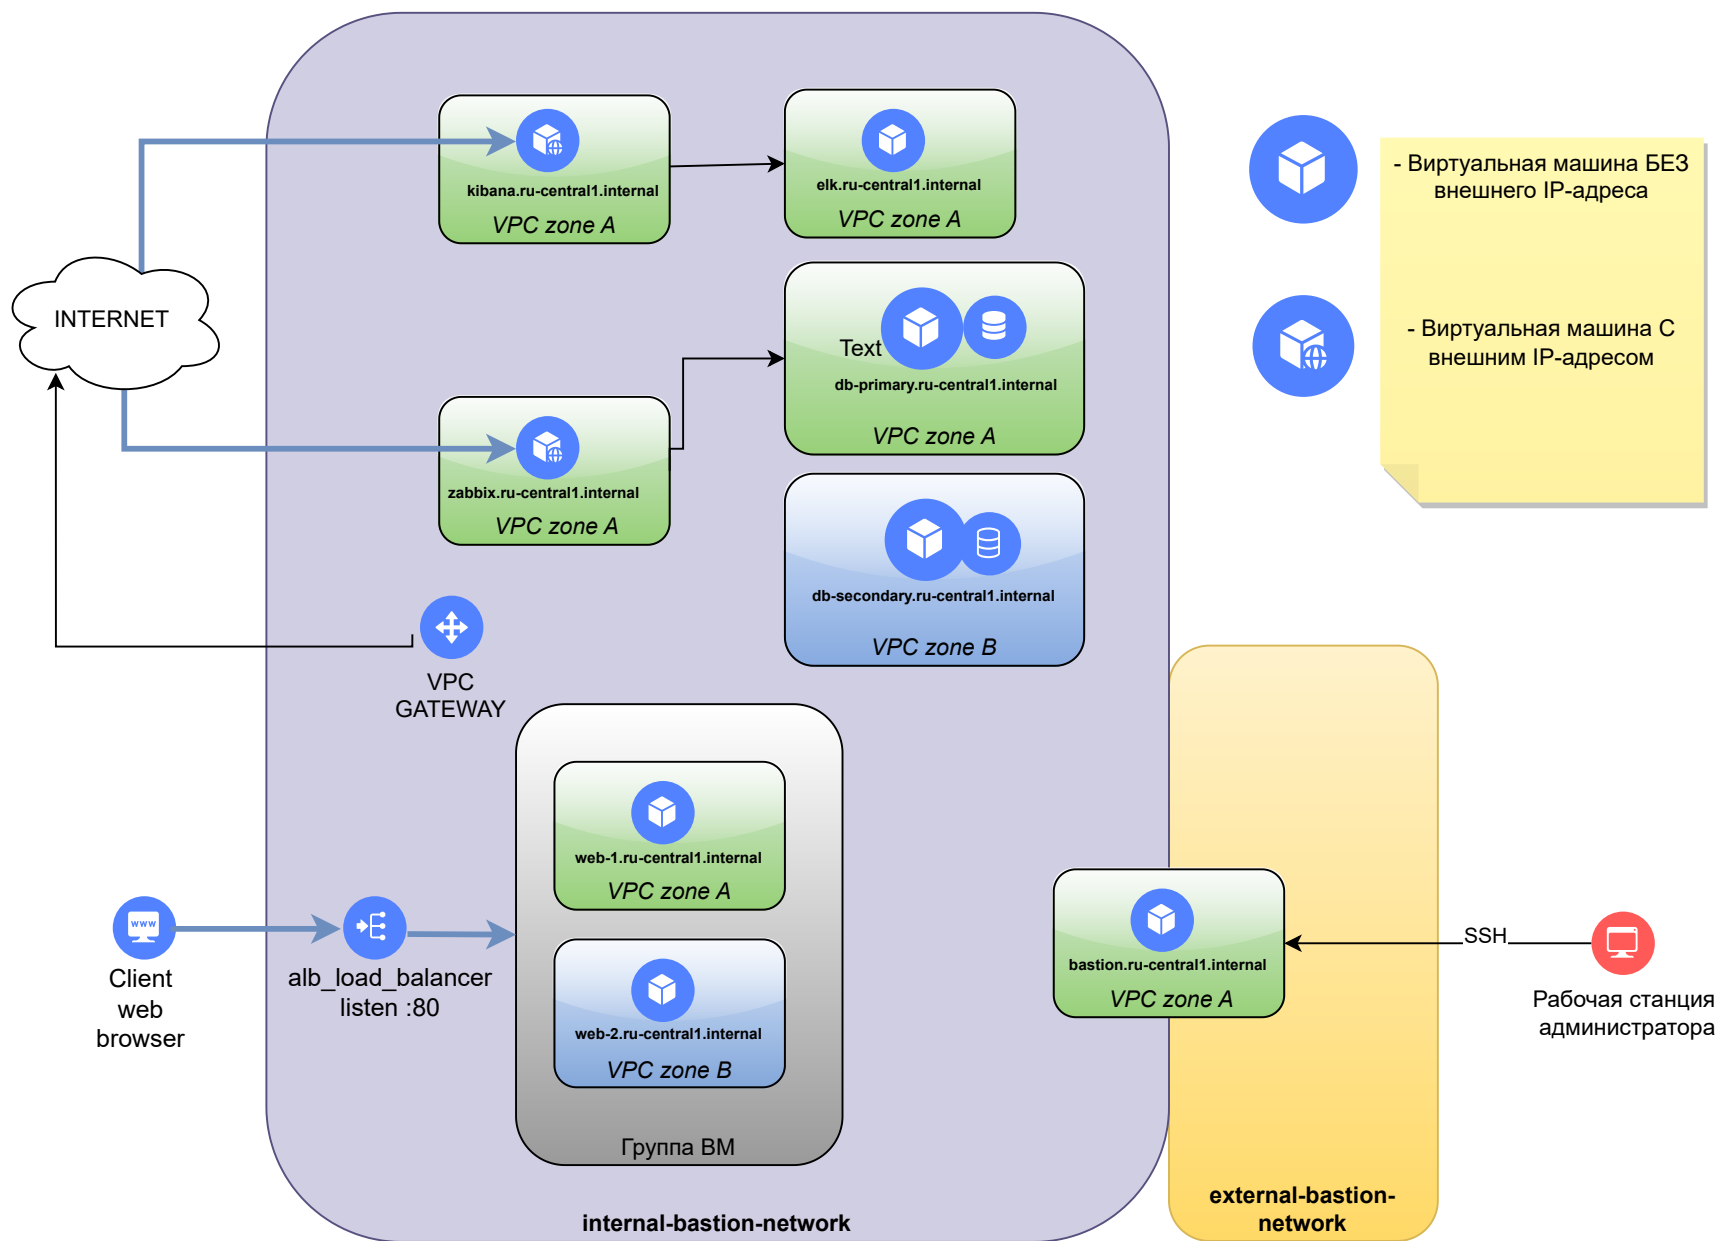 kibana.ru-central1.internal
VPC zone A
elk.ru-central1.internal
VPC zone A
- Виртуальная машина БЕЗ
внешнего IP-адреса
INTERNET
Text
db-primary.ru-central1.internal
VPC zone A
- Виртуальная машина С
внешним IP-адресом
zabbix.ru-central1.internal
VPC zone A
db-secondary.ru-central1.internal
VPC zone B
VPC
GATEWAY
web-1.ru-central1.internal
VPC zone A
www
Client
web
browser
alb_load_balancer
listen :80
web-2.ru-central1.internal
VPC zone B
Группа ВМ
bastion.ru-central1.internal
VPC zone A
SSH
Рабочая станция
администратора
internal-bastion-network
external-bastion-
network